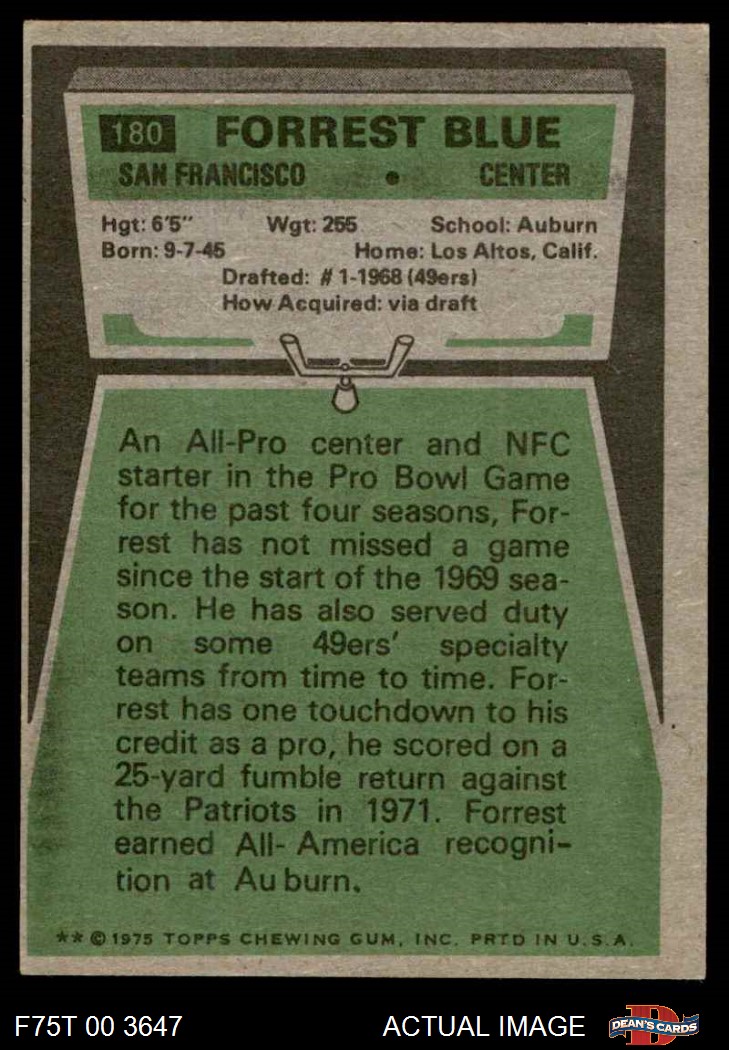 180 FORREST BLUE
SAN FRANCISCO • CENTER
Hgt: 6'5" Wgt: 255 School: Auburn
Born: 9-7-45 Home: Los Altos, Calif.
Drafted: #1-1968 (49ers)
How Acquired: via draft
An All-Pro center and NFC
starter in the Pro Bowl Game
for the past four seasons, For-
rest has not missed a game
since the start of the 1969 sea-
son. He has also served duty
on some 49ers' specialty
teams from time to time. For-
rest has one touchdown to his
credit as a pro, he scored on a
25-yard fumble return against
the Patriots in 1971. Forrest
earned All- America recogni-
tion at Au burn.
** © 1975 TOPPS CHEWING GUM, INC. PRTD IN U.S.A.
F75T 00 3647 ACTUAL IMAGE D DEAN'S CARDS